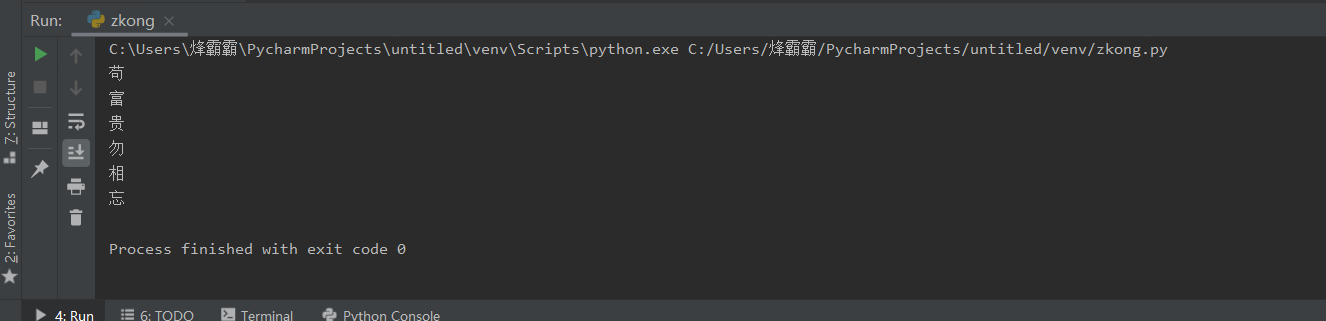 Run:
zkong
C:\Users\烽霸霸\PycharmProjects\untitled\venv\Scripts\python.exe C:/Users/烽霸霸/PycharmProjects/untitled/venv/zkong.py
苟
富
贵
勿
相
忘
Process finished with exit code 0
7: Structure
2: Favorites
4: Run
6: TODO
Terminal
Python Console